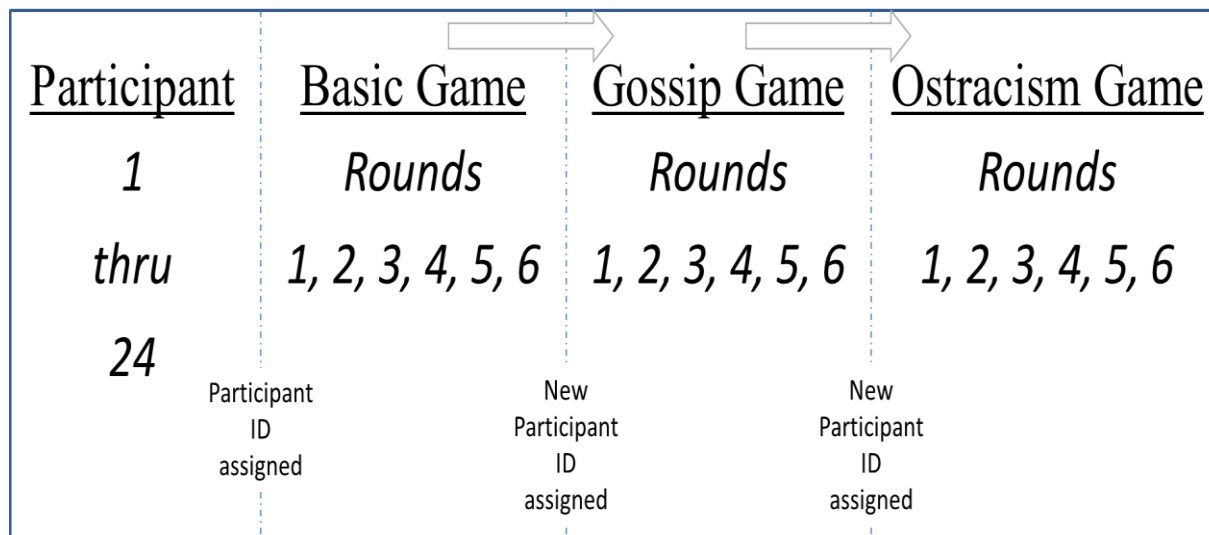 Participant Basic Game Gossip Game Ostracism Game
1 Rounds Rounds Rounds
thru 1, 2, 3, 4, 5, 6 1, 2, 3, 4, 5, 6 1, 2, 3, 4, 5, 6
24
Participant New New
ID Participant Participant
assigned ID ID
assigned assigned